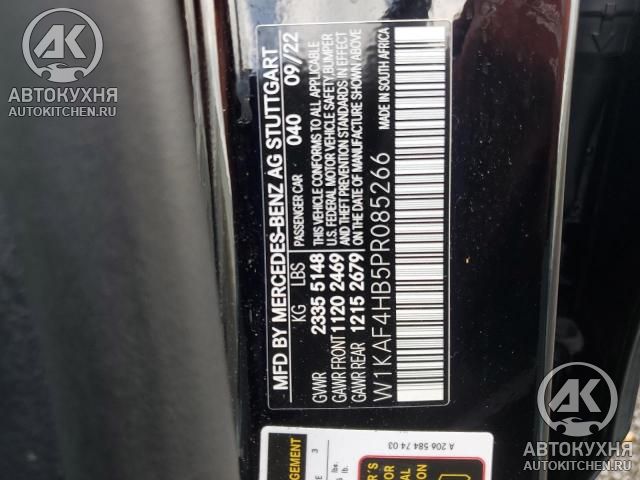 MFD BY MERCEDES-BENZ AG STUTTGART
KG LBS PASSENGER CAR 040 09/22
GVWR 2335 5148 THIS VEHICLE CONFORMS TO ALL APPLICABLE
U.S. FEDERAL MOTOR VEHICLE SAFETY, BUMPER
GAWR FRONT 1120 2469 AND THEFT PREVENTION STANDARDS IN EFFECT
GAWR REAR 1215 2679 ON THE DATE OF MANUFACTURE SHOWN ABOVE
W1KAF4HB5PR085266 MADE IN SOUTH AFRICA
A 206 584 74 03
AK
АВТОКУХНЯ
AUTOKITCHEN.RU
AK
АВТОКУХНЯ
AUTOKITCHEN.RU